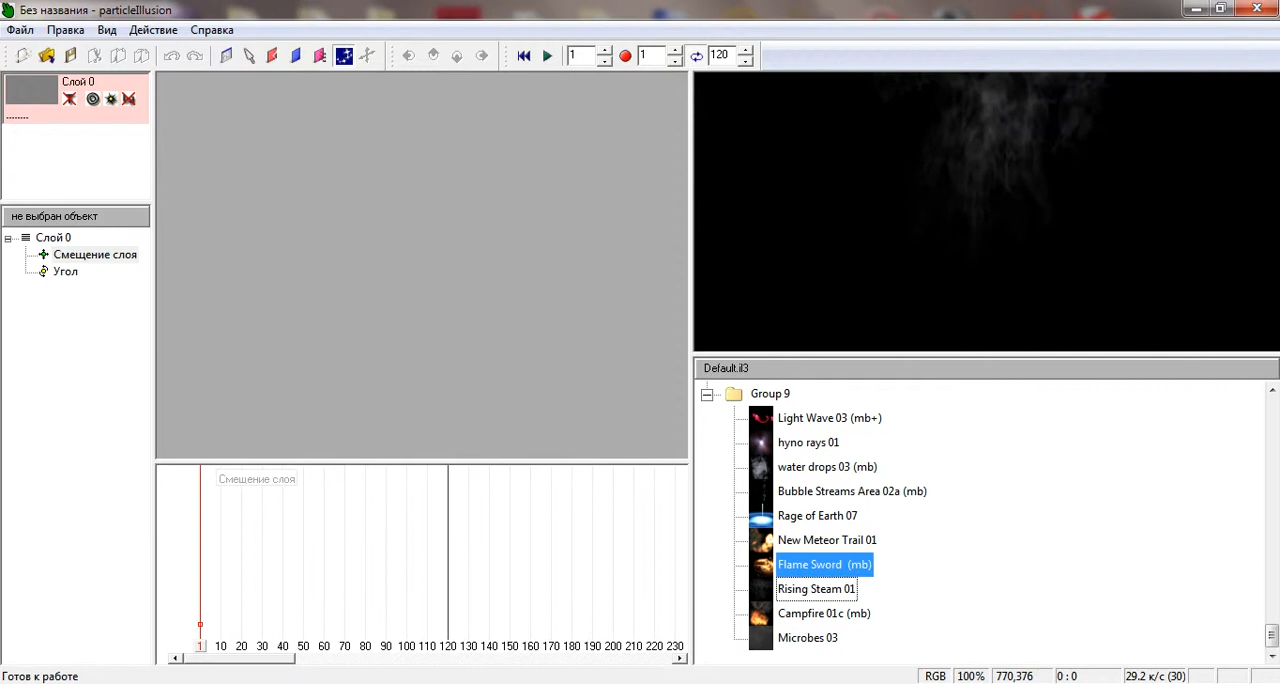 Без названия - particleIllusion
Файл Правка Вид Действие Справка
1 1 120
Слой 0
не выбран объект
Слой 0
Смещение слоя
Угол
Смещение слоя
1 10 20 30 40 50 60 70 80 90 100 110 120 130 140 150 160 170 180 190 200 210 220 230
Default.il3
Group 9
Light Wave 03 (mb+)
hyno rays 01
water drops 03 (mb)
Bubble Streams Area 02a (mb)
Rage of Earth 07
New Meteor Trail 01
Flame Sword (mb)
Rising Steam 01
Campfire 01c (mb)
Microbes 03
Готов к работе RGB 100% 770,376 0 : 0 29.2 к/с (30)